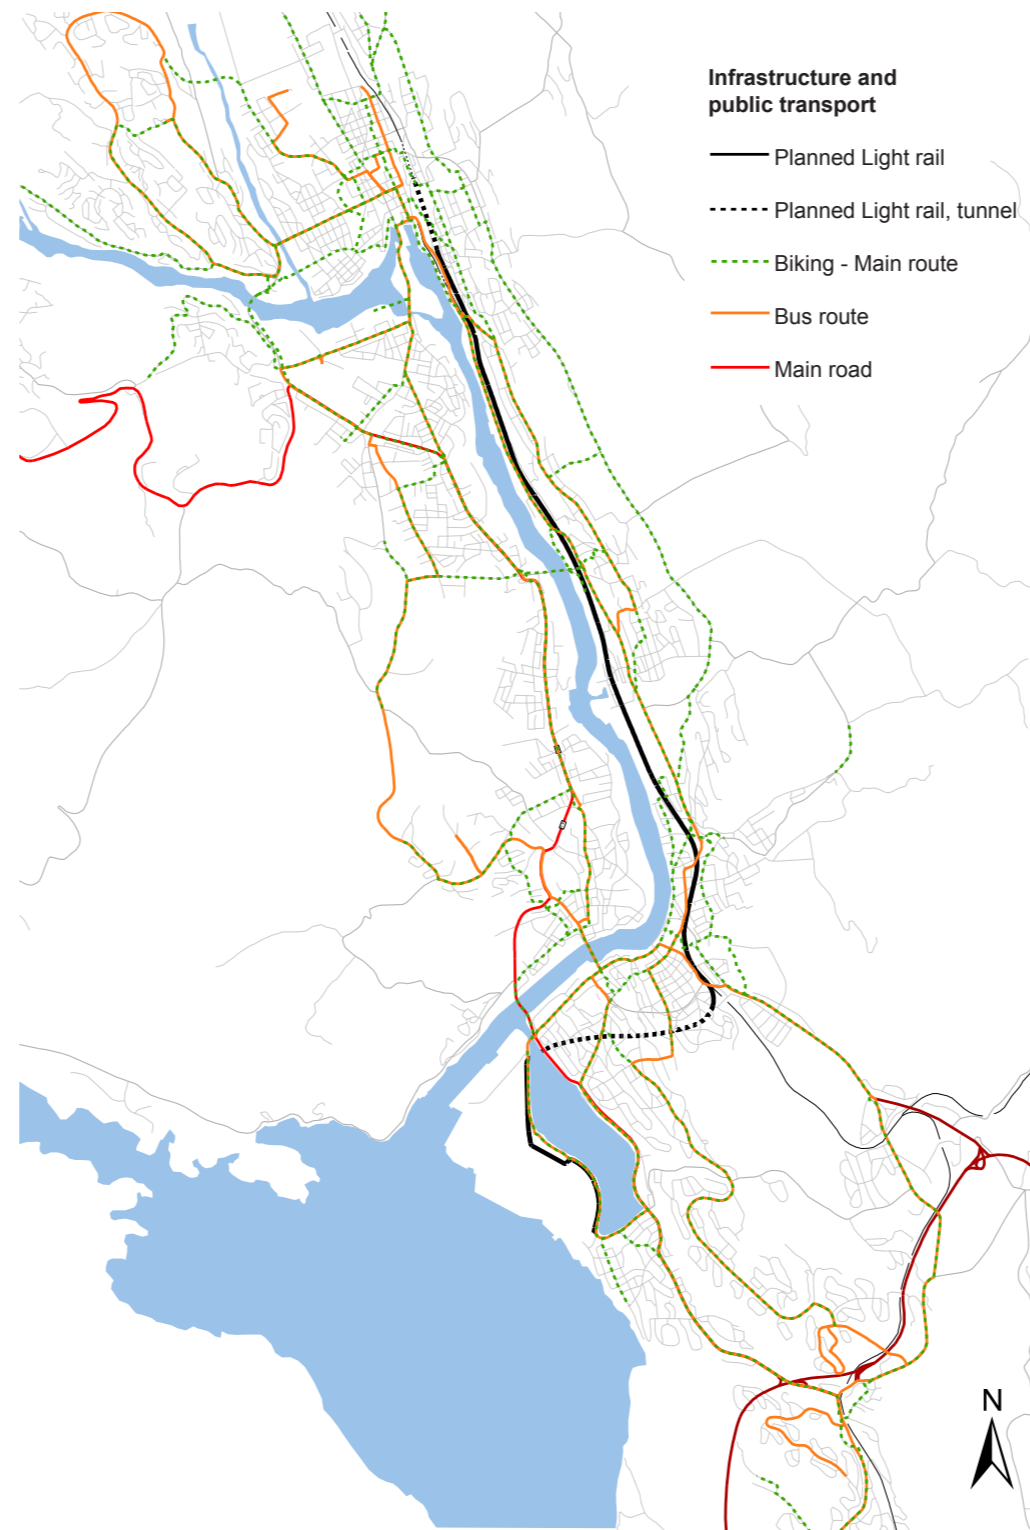 Infrastructure and
public transport
Planned Light rail
Planned Light rail, tunnel
Biking - Main route
Bus route
Main road
N